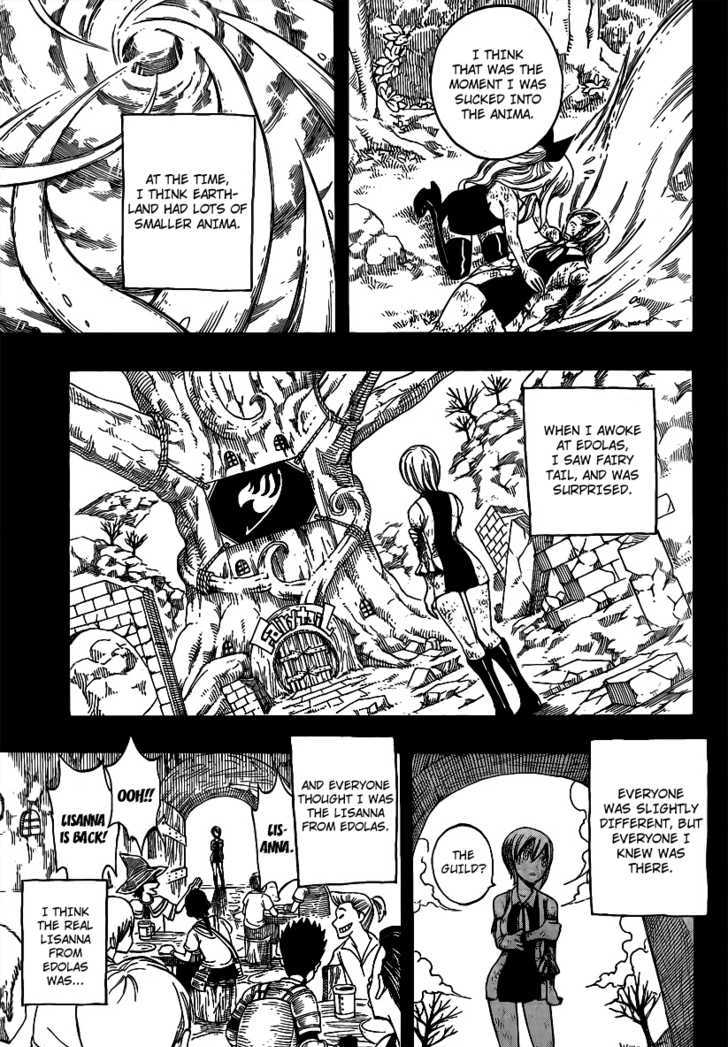 I THINK
THAT WAS THE
MOMENT I WAS
SUCKED INTO
THE ANIMA.
AT THE TIME,
I THINK EARTH-
LAND HAD LOTS OF
SMALLER ANIMA.
WHEN I AWOKE
AT EDOLAS,
I SAW FAIRY
TAIL, AND WAS
SURPRISED.
EVERYONE
WAS SLIGHTLY
DIFFERENT, BUT
EVERYONE I
KNEW WAS
THERE.
THE
GUILD?
AND EVERYONE
THOUGHT I WAS
THE LISANNA
FROM EDOLAS.
LIS-
ANNA.
OOH!!
LISANNA
IS BACK!
I THINK
THE REAL
LISANNA
FROM
EDOLAS
WAS...